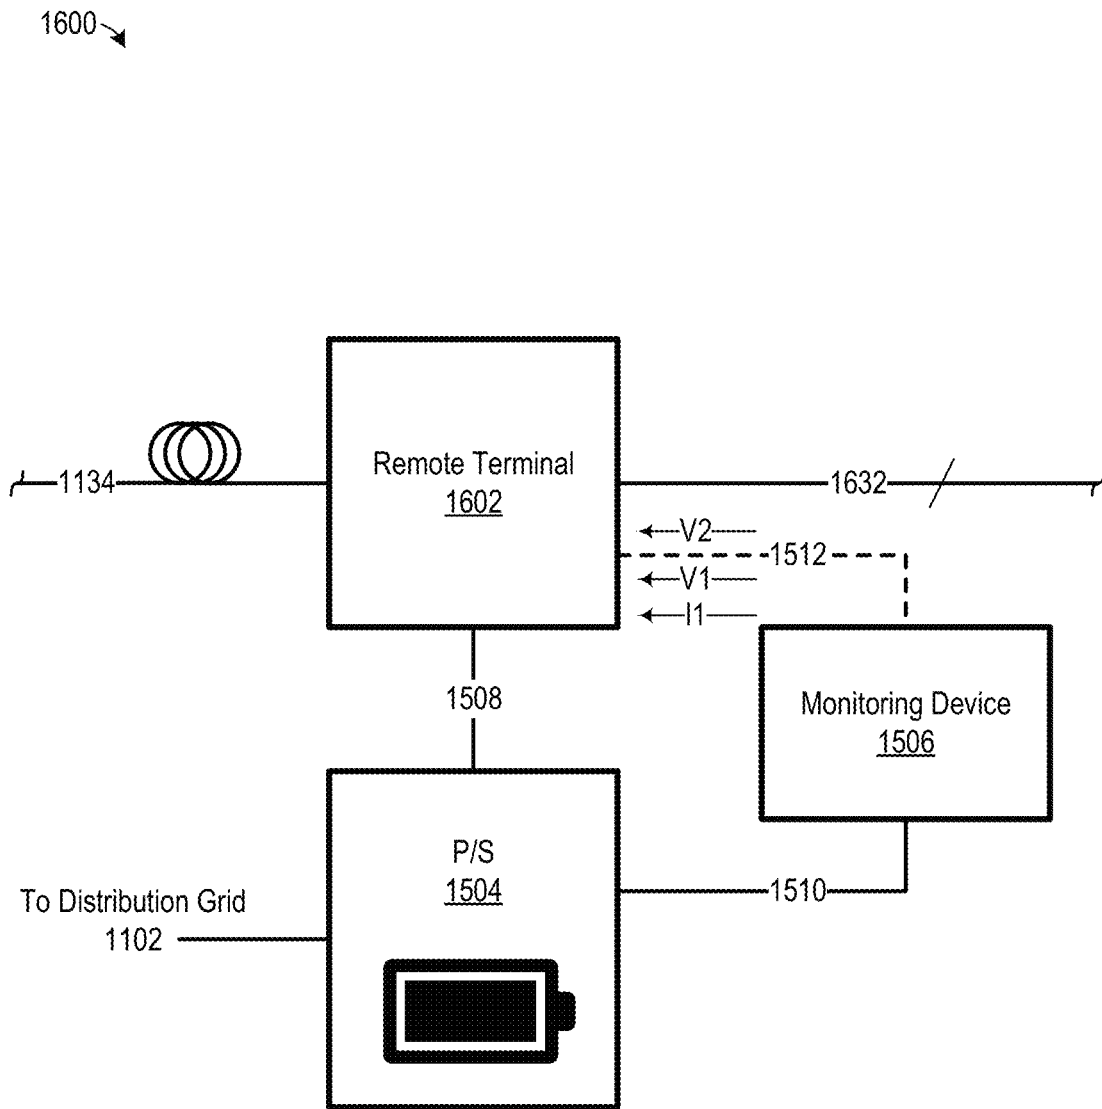 1600
1134
Remote Terminal
1602
1632
V2
1512
V1
I1
1508
Monitoring Device
1506
P/S
1504
1510
To Distribution Grid
1102